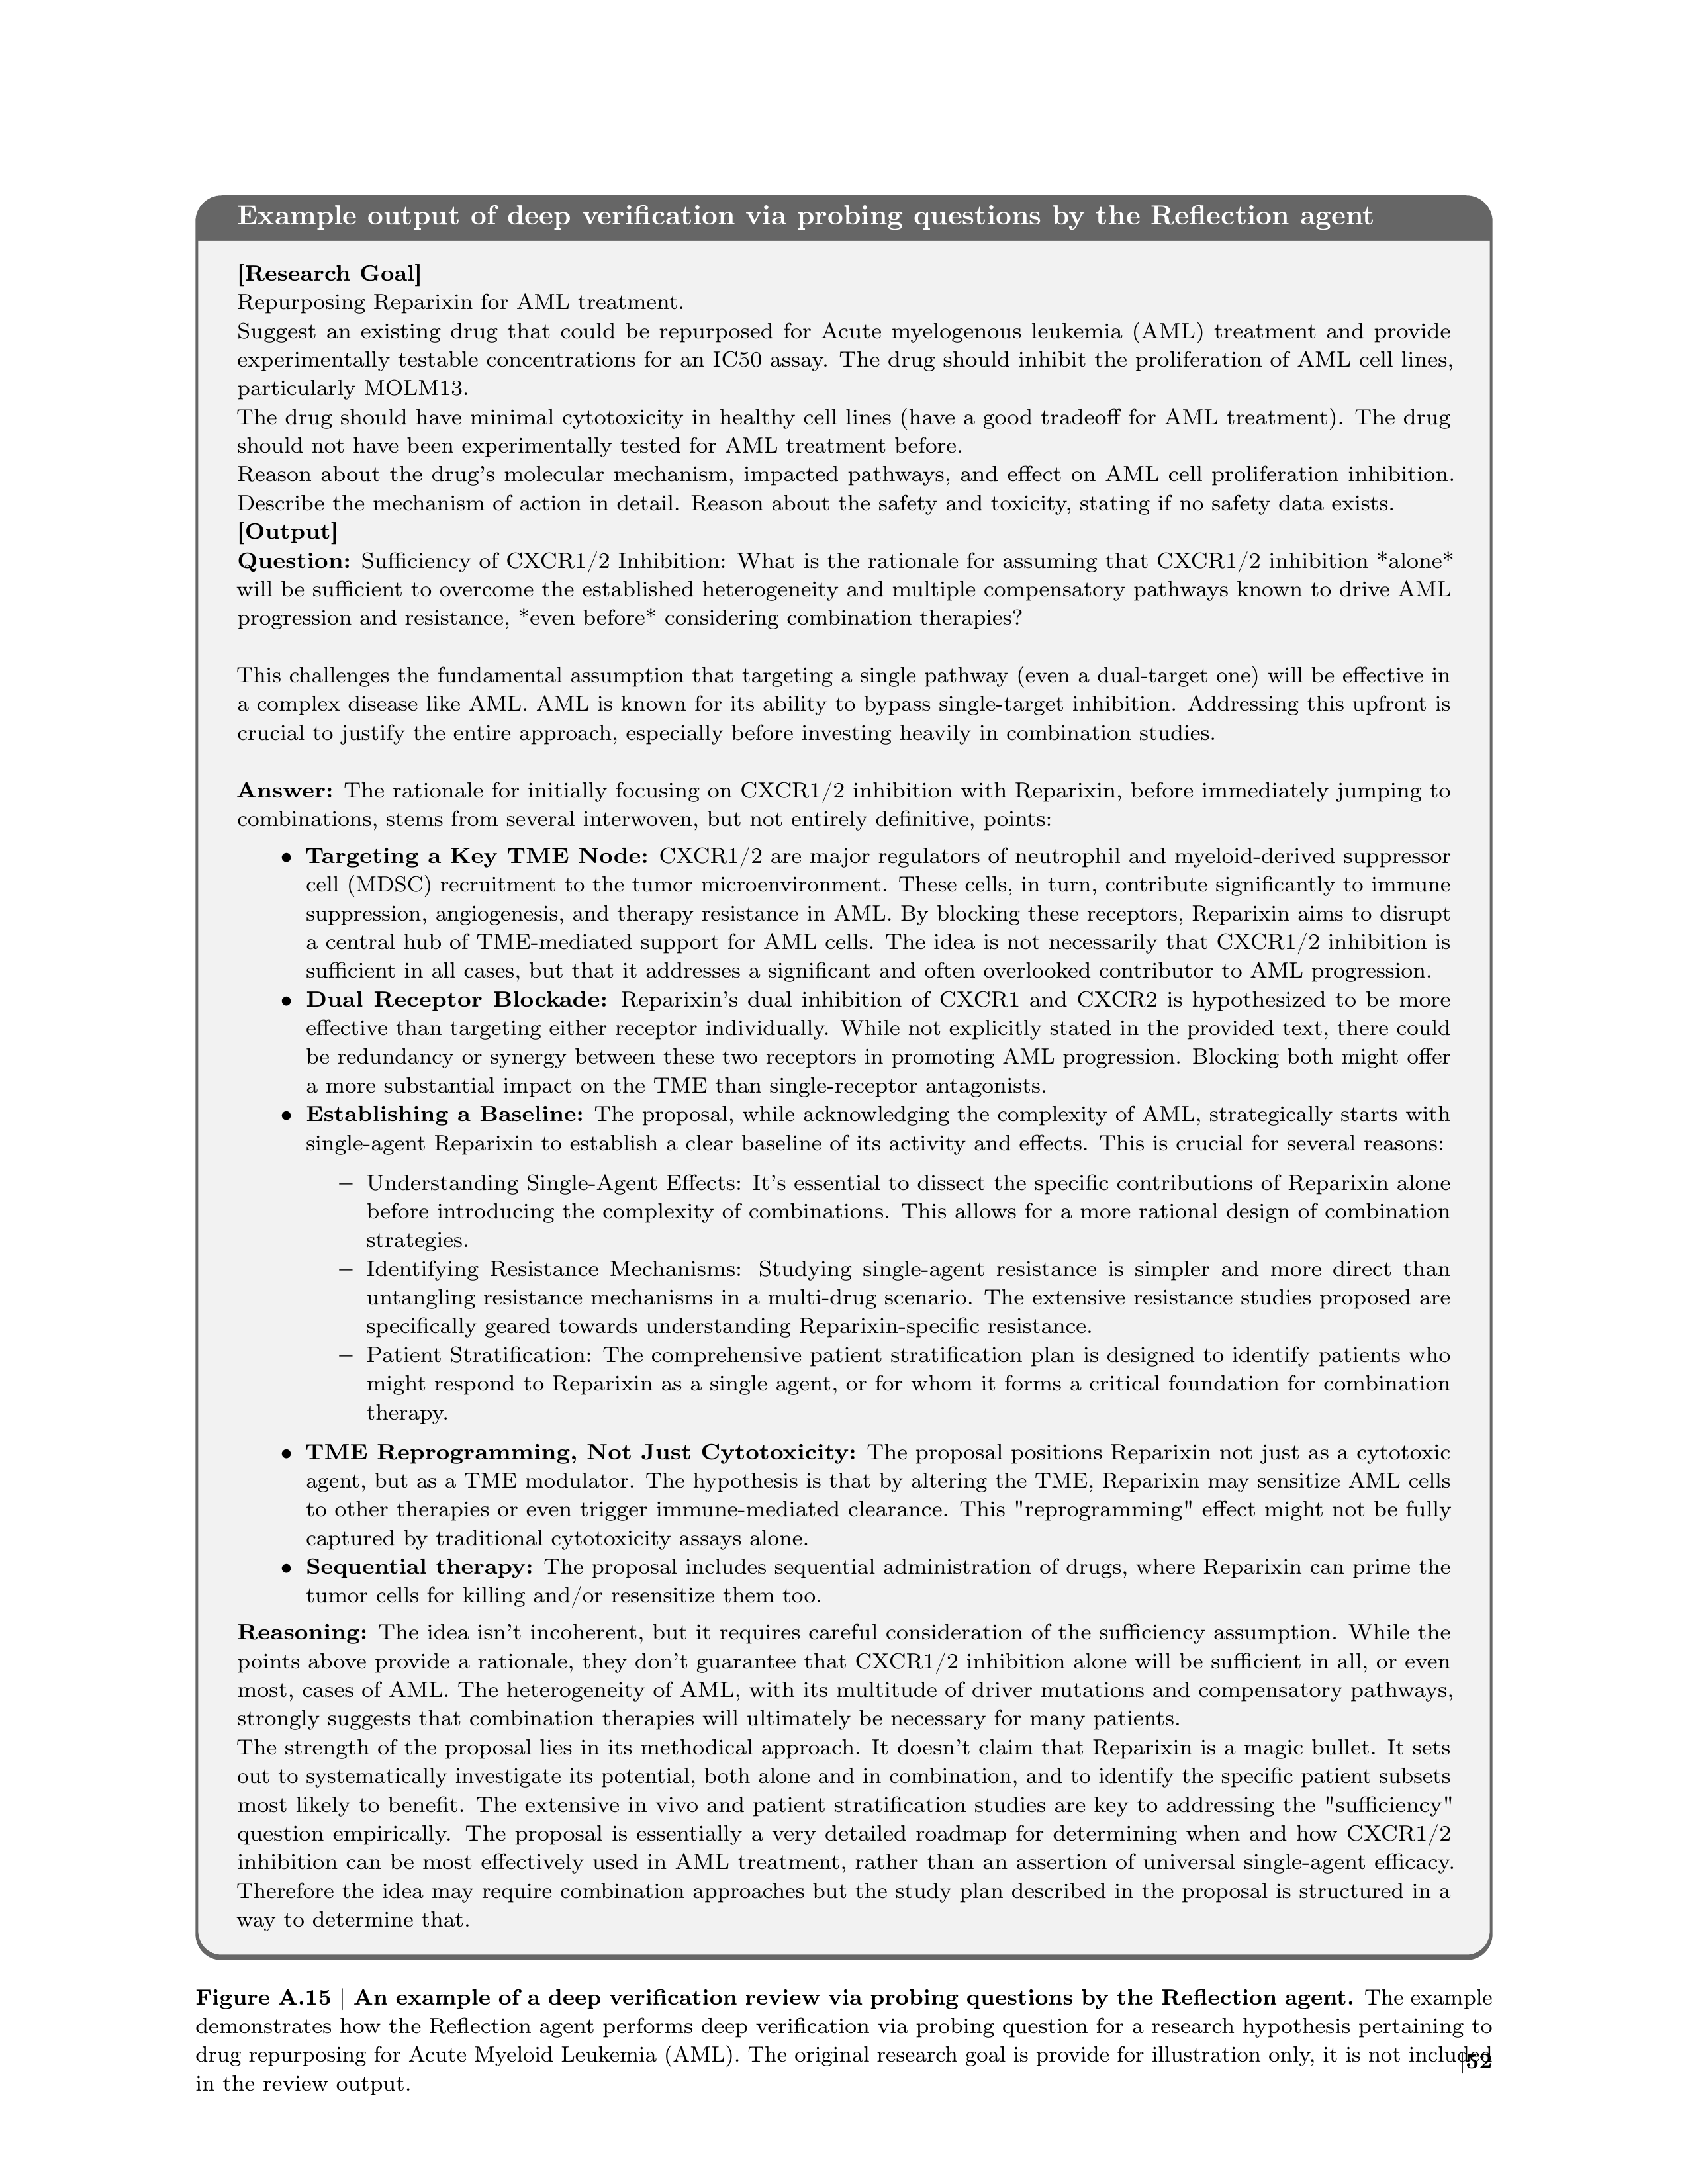 Example output of deep verification via probing questions by the Reflection agent
[Research Goal]
Repurposing Reparixin for AML treatment.
Suggest an existing drug that could be repurposed for Acute myelogenous leukemia (AML) treatment and provide
experimentally testable concentrations for an IC50 assay. The drug should inhibit the proliferation of AML cell lines,
particularly MOLM13.
The drug should have minimal cytotoxicity in healthy cell lines (have a good tradeoff for AML treatment). The drug
should not have been experimentally tested for AML treatment before.
Reason about the drug's molecular mechanism, impacted pathways, and effect on AML cell proliferation inhibition.
Describe the mechanism of action in detail. Reason about the safety and toxicity, stating if no safety data exists.
[Output]
Question: Sufficiency of CXCR1/2 Inhibition: What is the rationale for assuming that CXCR1/2 inhibition *alone*
will be sufficient to overcome the established heterogeneity and multiple compensatory pathways known to drive AML
progression and resistance, *even before* considering combination therapies?
This challenges the fundamental assumption that targeting a single pathway (even a dual-target one) will be effective in
a complex disease like AML. AML is known for its ability to bypass single-target inhibition. Addressing this upfront is
crucial to justify the entire approach, especially before investing heavily in combination studies.
Answer: The rationale for initially focusing on CXCR1/2 inhibition with Reparixin, before immediately jumping to
combinations, stems from several interwoven, but not entirely definitive, points:
• Targeting a Key TME Node: CXCR1/2 are major regulators of neutrophil and myeloid-derived suppressor
cell (MDSC) recruitment to the tumor microenvironment. These cells, in turn, contribute significantly to immune
suppression, angiogenesis, and therapy resistance in AML. By blocking these receptors, Reparixin aims to disrupt
a central hub of TME-mediated support for AML cells. The idea is not necessarily that CXCR1/2 inhibition is
sufficient in all cases, but that it addresses a significant and often overlooked contributor to AML progression.
• Dual Receptor Blockade: Reparixin's dual inhibition of CXCR1 and CXCR2 is hypothesized to be more
effective than targeting either receptor individually. While not explicitly stated in the provided text, there could
be redundancy or synergy between these two receptors in promoting AML progression. Blocking both might offer
a more substantial impact on the TME than single-receptor antagonists.
• Establishing a Baseline: The proposal, while acknowledging the complexity of AML, strategically starts with
single-agent Reparixin to establish a clear baseline of its activity and effects. This is crucial for several reasons:
– Understanding Single-Agent Effects: It's essential to dissect the specific contributions of Reparixin alone
before introducing the complexity of combinations. This allows for a more rational design of combination
strategies.
– Identifying Resistance Mechanisms: Studying single-agent resistance is simpler and more direct than
untangling resistance mechanisms in a multi-drug scenario. The extensive resistance studies proposed are
specifically geared towards understanding Reparixin-specific resistance.
– Patient Stratification: The comprehensive patient stratification plan is designed to identify patients who
might respond to Reparixin as a single agent, or for whom it forms a critical foundation for combination
therapy.
• TME Reprogramming, Not Just Cytotoxicity: The proposal positions Reparixin not just as a cytotoxic
agent, but as a TME modulator. The hypothesis is that by altering the TME, Reparixin may sensitize AML cells
to other therapies or even trigger immune-mediated clearance. This "reprogramming" effect might not be fully
captured by traditional cytotoxicity assays alone.
• Sequential therapy: The proposal includes sequential administration of drugs, where Reparixin can prime the
tumor cells for killing and/or resensitize them too.
Reasoning: The idea isn't incoherent, but it requires careful consideration of the sufficiency assumption. While the
points above provide a rationale, they don't guarantee that CXCR1/2 inhibition alone will be sufficient in all, or even
most, cases of AML. The heterogeneity of AML, with its multitude of driver mutations and compensatory pathways,
strongly suggests that combination therapies will ultimately be necessary for many patients.
The strength of the proposal lies in its methodical approach. It doesn't claim that Reparixin is a magic bullet. It sets
out to systematically investigate its potential, both alone and in combination, and to identify the specific patient subsets
most likely to benefit. The extensive in vivo and patient stratification studies are key to addressing the "sufficiency"
question empirically. The proposal is essentially a very detailed roadmap for determining when and how CXCR1/2
inhibition can be most effectively used in AML treatment, rather than an assertion of universal single-agent efficacy.
Therefore the idea may require combination approaches but the study plan described in the proposal is structured in a
way to determine that.
Figure A.15 | An example of a deep verification review via probing questions by the Reflection agent. The example
demonstrates how the Reflection agent performs deep verification via probing question for a research hypothesis pertaining to
drug repurposing for Acute Myeloid Leukemia (AML). The original research goal is provide for illustration only, it is not included
in the review output.
|52